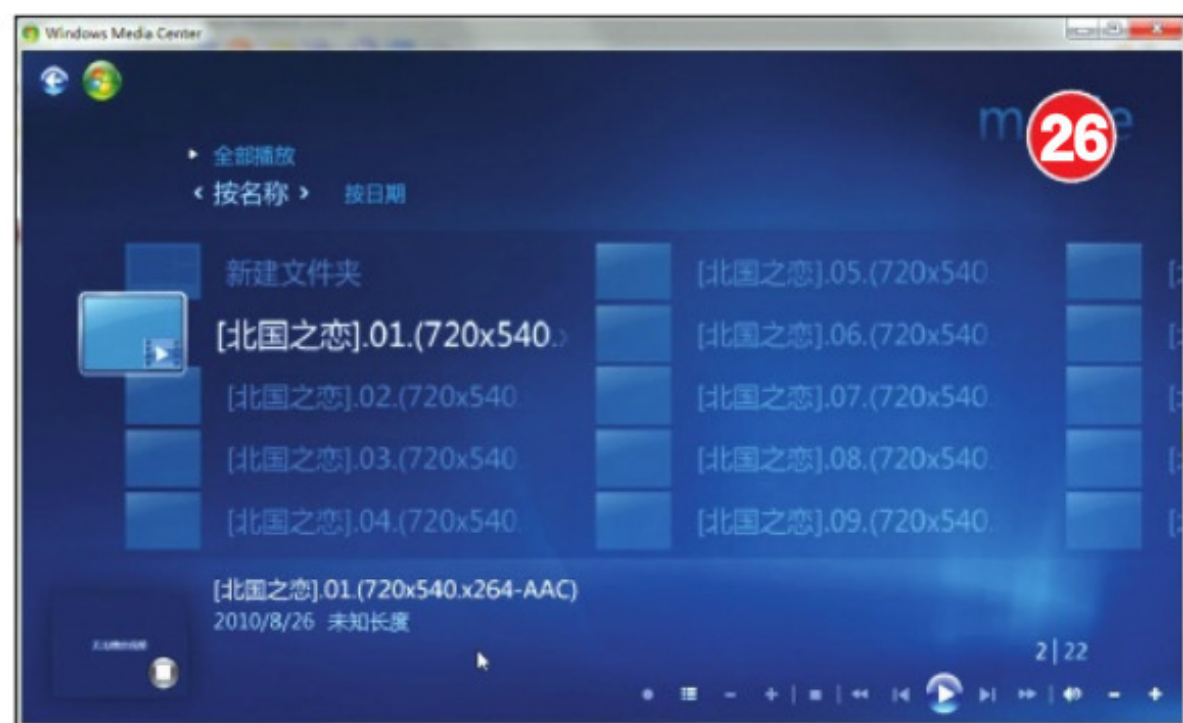 Windows Media Center
26
全部播放
‹ 按名称 ›
按日期
新建文件夹
[北国之恋].01.(720x540.
[北国之恋].02.(720x540.
[北国之恋].03.(720x540.
[北国之恋].04.(720x540.
[北国之恋].05.(720x540
[北国之恋].06.(720x540.
[北国之恋].07.(720x540.
[北国之恋].08.(720x540.
[北国之恋].09.(720x540.
[北国之恋].01.(720x540.x264-AAC)
2010/8/26 未知长度
2|22